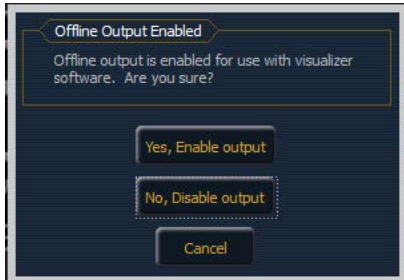 Offline Output Enabled
Offline output is enabled for use with visualizer
software. Are you sure?
Yes, Enable output
No, Disable output
Cancel